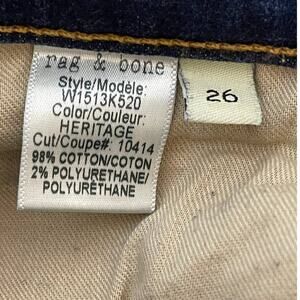 rag & bone
Style/Modèle:
W1513K520
Color/Couleur:
HERITAGE
Cut/Coupe#: 10414
98% COTTON/COTON
2% POLYURETHANE/
POLYURÉTHANE/
26